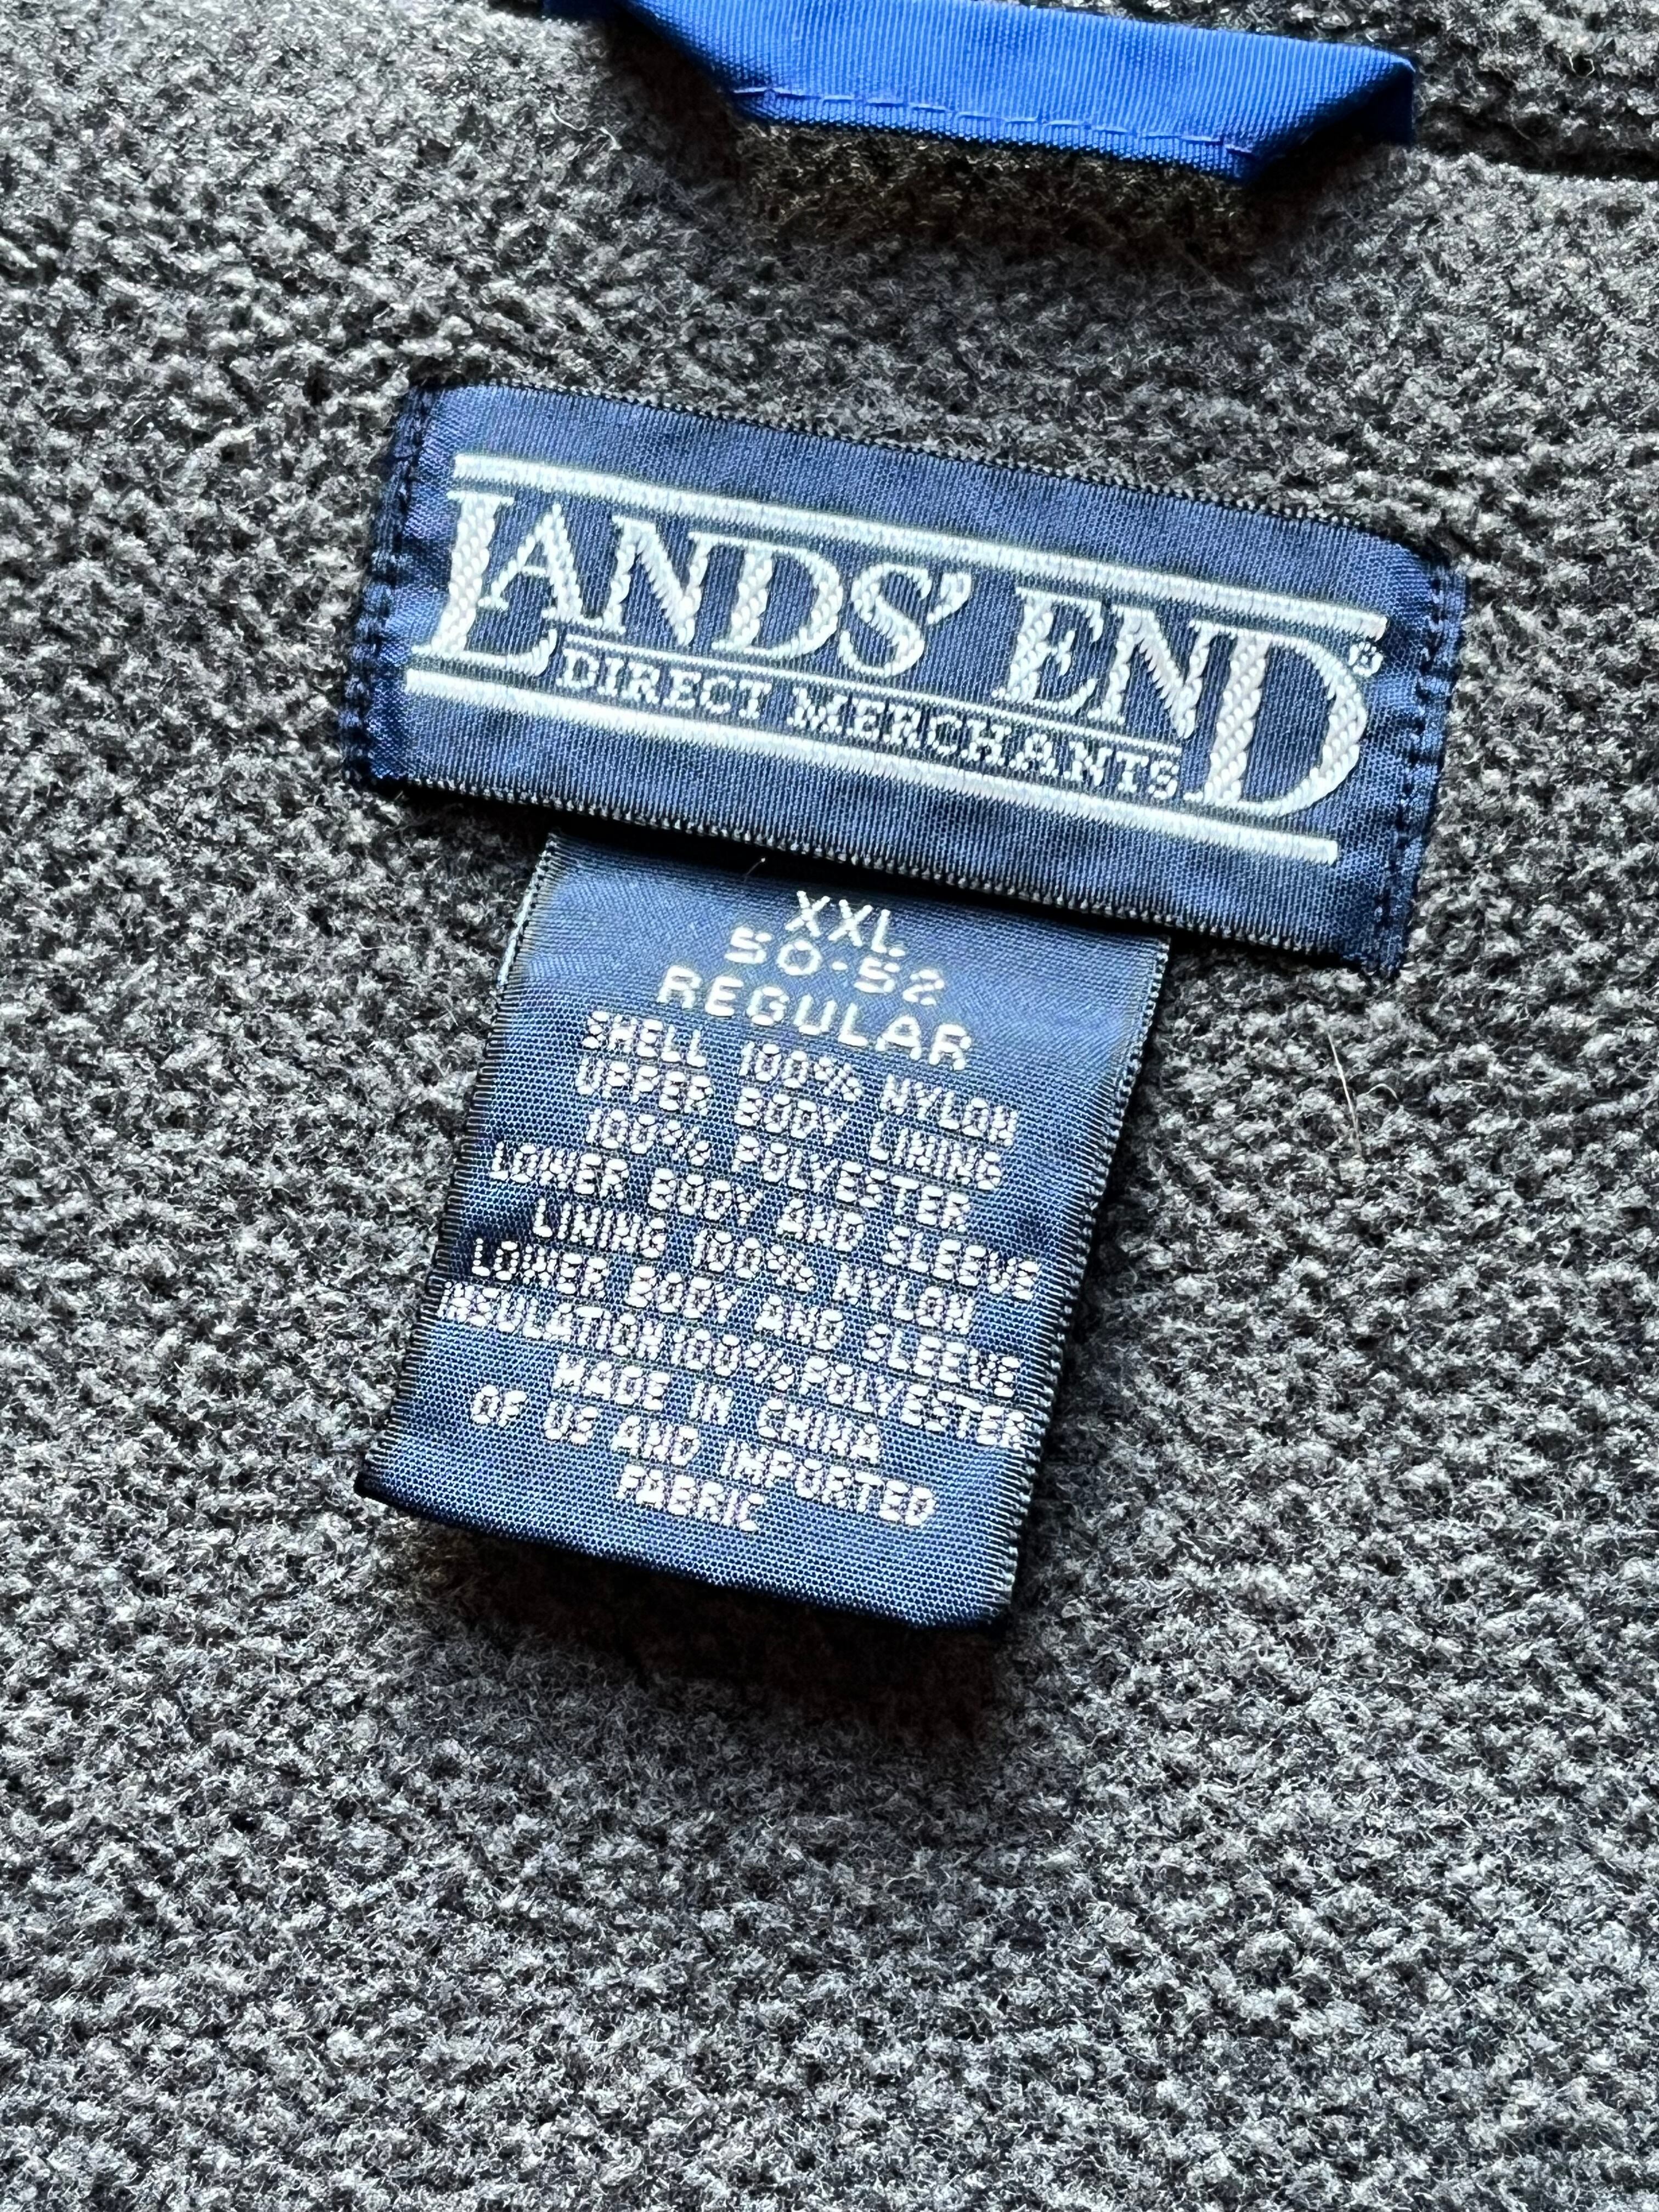 LANDS' END®
DIRECT MERCHANTS
XXL
50-52
REGULAR
SHELL 100% NYLON
UPPER BODY LINING
100% POLYESTER
LOWER BODY AND SLEEVE
LINING 100% NYLON
LOWER BODY AND SLEEVE
INSULATION 100% POLYESTER
MADE IN CHINA
OF US AND IMPORTED
FABRIC